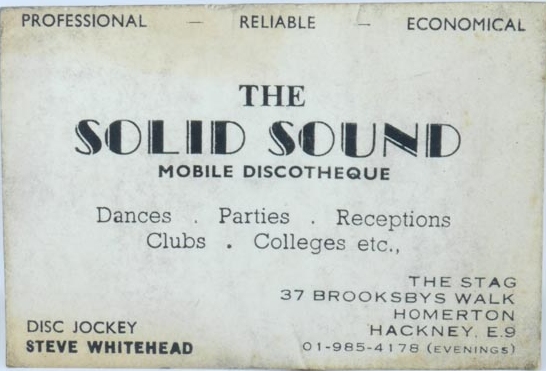 PROFESSIONAL — RELIABLE — ECONOMICAL
THE
SOLID SOUND
MOBILE DISCOTHEQUE
Dances . Parties . Receptions
Clubs . Colleges etc.,
THE STAG
37 BROOKSBYS WALK
HOMERTON
HACKNEY, E.9
01-985-4178 (EVENINGS)
DISC JOCKEY
STEVE WHITEHEAD